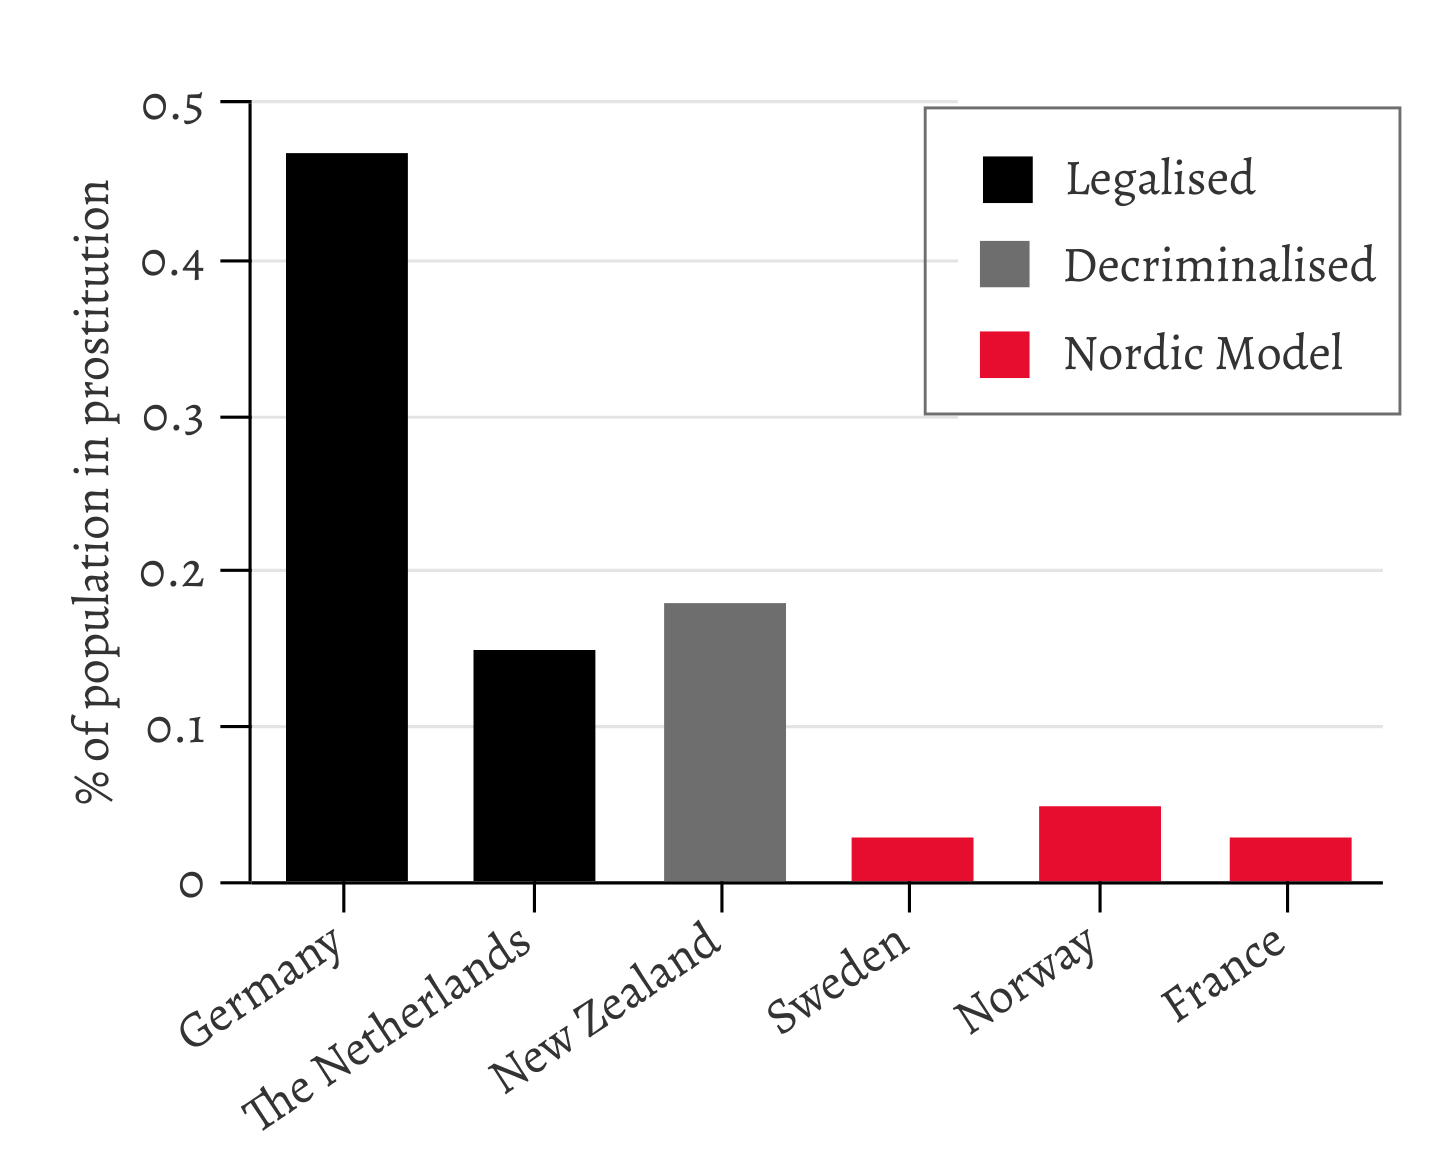 % of population in prostitution
0.5
0.4
0.3
0.2
0.1
0
Legalised
Decriminalised
Nordic Model
Germany
The Netherlands
New Zealand
Sweden
Norway
France